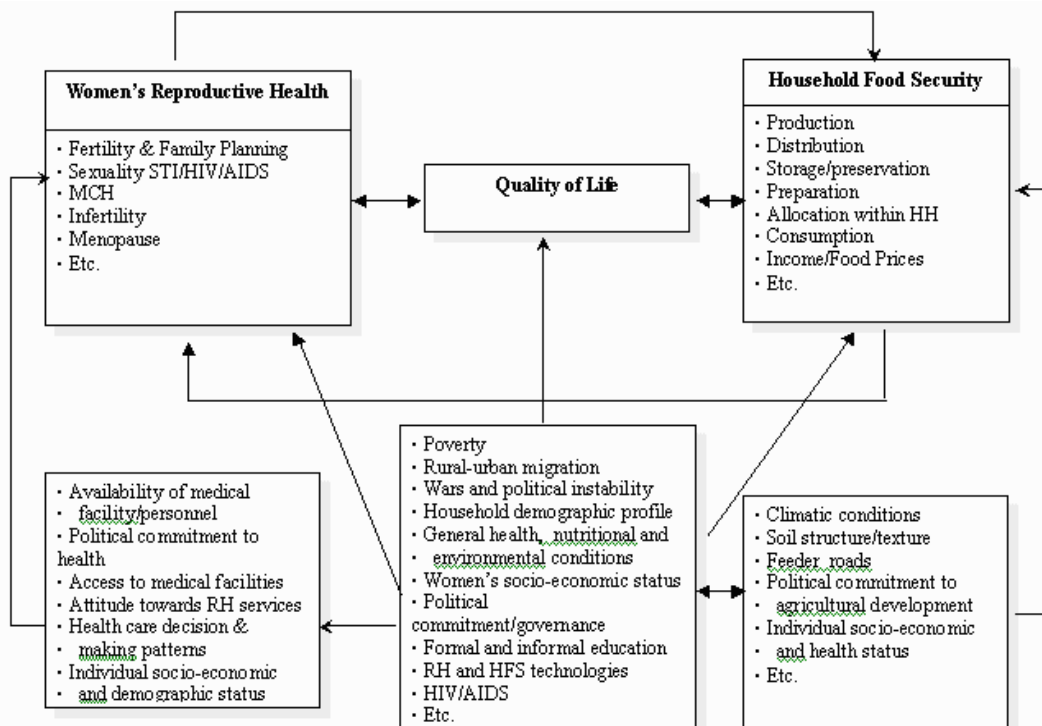 Women's Reproductive Health
· Fertility & Family Planning
· Sexuality STI/HIV/AIDS
· MCH
· Infertility
· Menopause
· Etc.
Quality of Life
Household Food Security
· Production
· Distribution
· Storage/preservation
· Preparation
· Allocation within HH
· Consumption
· Income/Food Prices
· Etc.
· Availability of medical
· facility/personnel
· Political commitment to
health
· Access to medical facilities
· Attitude towards RH services
· Health care decision &
· making patterns
· Individual socio-economic
· and demographic status
· Poverty
· Rural-urban migration
· Wars and political instability
· Household demographic profile
· General health, nutritional and
· environmental conditions
· Women's socio-economic status
· Political
commitment/governance
· Formal and informal education
· RH and HFS technologies
· HIV/AIDS
· Etc.
· Climatic conditions
· Soil structure/texture
· Feeder roads
· Political commitment to
· agricultural development
· Individual socio-economic
· and health status
· Etc.